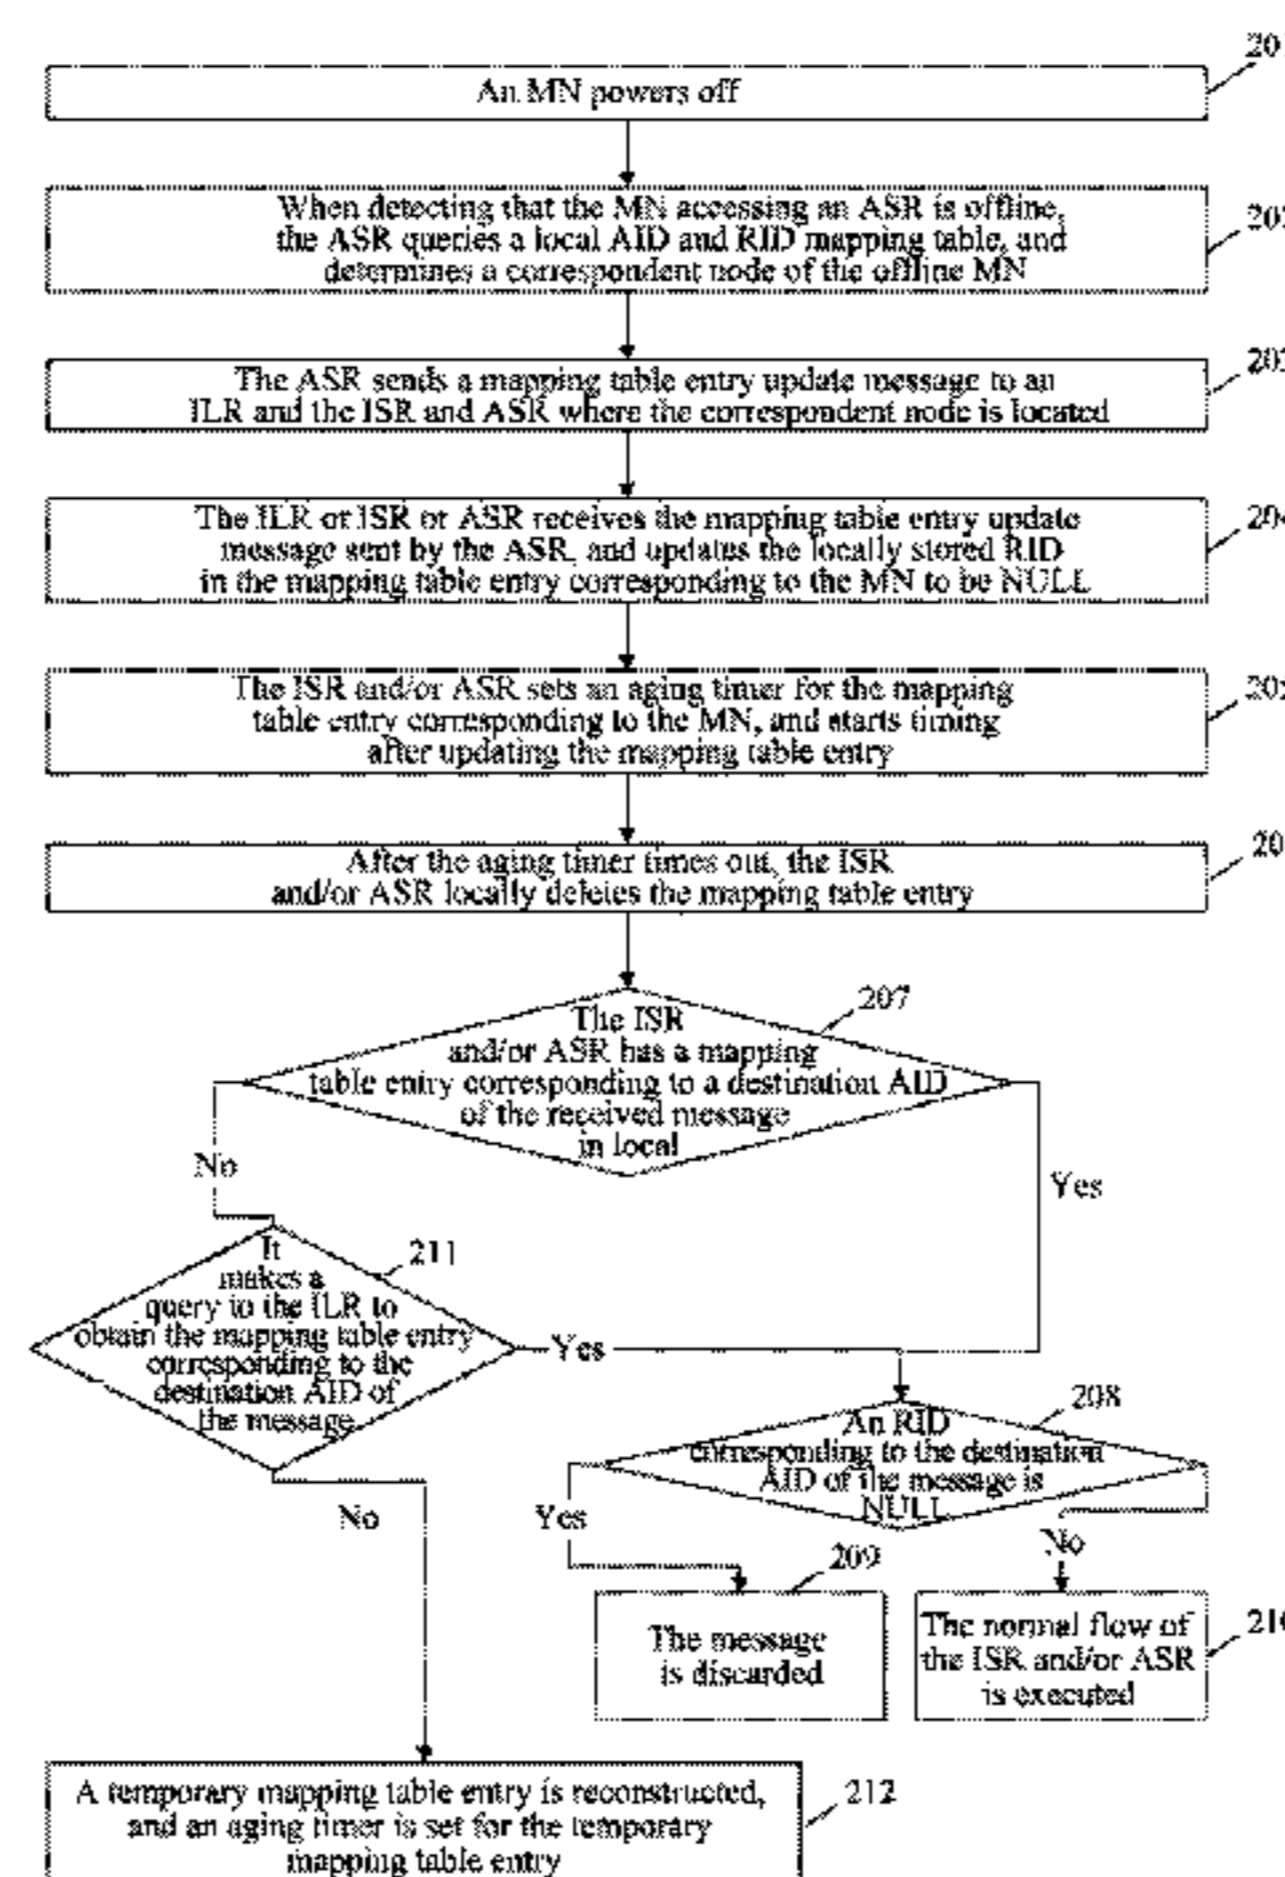 201
An MN powers off
When detecting that the MN accessing an ASR is offline,
the ASR queries a local AID and RID mapping table, and
determines a correspondent node of the offline MN
The ASR sends a mapping table entry update message to an
ILR and the ISR and ASR where the correspondent node is located
The ILR or ISR or ASR receives the mapping table entry update
message sent by the ASR, and updates the locally stored RID
in the mapping table entry corresponding to the MN to be NULL
The ISR and/or ASR sets an aging timer for the mapping
table entry corresponding to the MN, and starts timing
after updating the mapping table entry
20
After the aging timer times out, the ISR
and/or ASR locally deletes the mapping table entry
207
The ISR
and/or ASR has a mapping
table entry corresponding to a destination AID
of the received message
in local
No
Yes
211
It
makes a
query to the ILR to
obtain the mapping table entry
corresponding to the
destination AID of
the message
Yes
No
208
An RID
corresponding to the destination
AID of the message is
NULL
Yes
No
209
The message
is discarded
210
The normal flow of
the ISR and/or ASR
is executed
212
A temporary mapping table entry is reconstructed,
and an aging timer is set for the temporary
mapping table entry